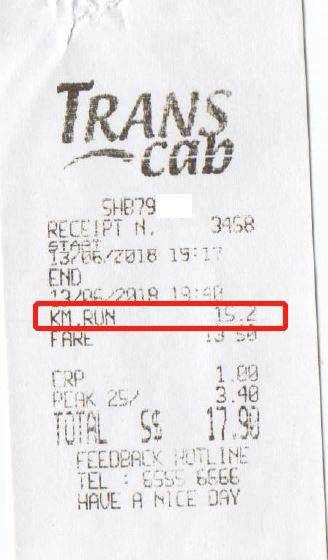 TRANS
cab
SHB79
RECEIPT N. 3458
START
13/06/2018 19:17
END
13/06/2018 19:40
KM.RUN 15.2
FARE 13 50
ERP 1.00
PEAK 25/ 3.40
TOTAL S$ 17.90
FEEDBACK HOTLINE
TEL : 6555 6666
HAVE A NICE DAY